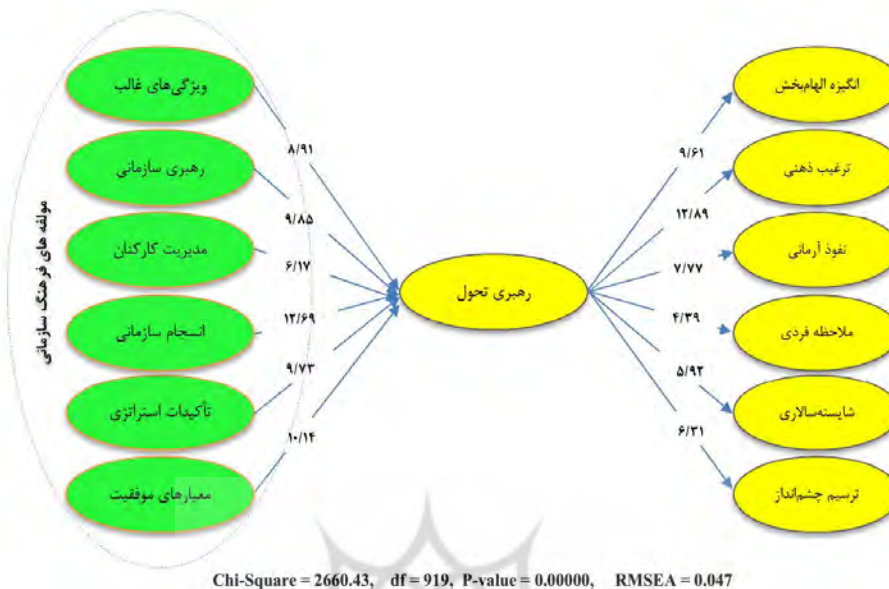 ویژگی‌های غالب
رهبری سازمانی
مدیریت کارکنان
انسجام سازمانی
تأکیدات استراتژی
معیارهای موفقیت
مولفه های فرهنگ سازمانی
۸/۹۱
۹/۸۵
۶/۱۷
۱۲/۶۹
۹/۷۳
۱۰/۱۴
رهبری تحول
۹/۶۱
۱۲/۸۹
۷/۷۷
۴/۳۹
۵/۹۲
۶/۳۱
انگیزه الهام‌بخش
ترغیب ذهنی
نفوذ آرمانی
ملاحظه فردی
شایسته‌سالاری
ترسیم چشم‌انداز
Chi-Square = 2660.43, df = 919, P-value = 0.00000, RMSEA = 0.047